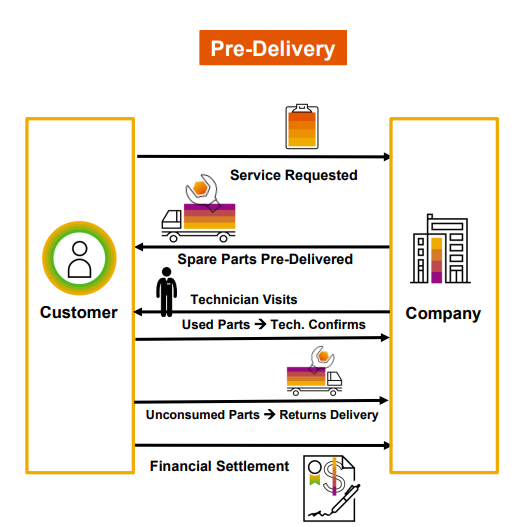 Pre-Delivery
Service Requested
Spare Parts Pre-Delivered
Customer
Technician Visits
Company
Used Parts → Tech. Confirms
Unconsumed Parts → Returns Delivery
Financial Settlement
$